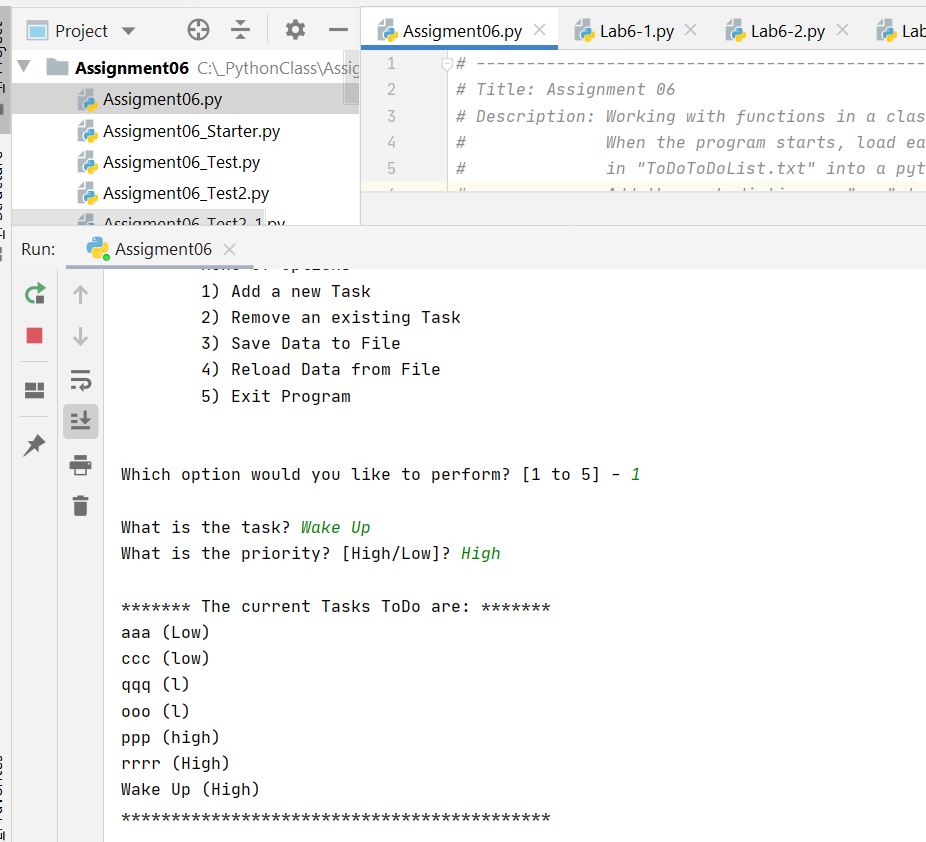 Project
Assigment06.py
Lab6-1.py
Lab6-2.py
Lab
Assignment06 C:\_PythonClass\Assig
Assigment06.py
Assigment06_Starter.py
Assigment06_Test.py
Assigment06_Test2.py
Assigment06_Test2_1.py
1 # ---------------------------------------------
2 # Title: Assignment 06
3 # Description: Working with functions in a clas
4 # When the program starts, load ea
5 # in "ToDoToDoList.txt" into a pyt
Run: Assigment06
1) Add a new Task
2) Remove an existing Task
3) Save Data to File
4) Reload Data from File
5) Exit Program
Which option would you like to perform? [1 to 5] - 1
What is the task? Wake Up
What is the priority? [High/Low]? High
******* The current Tasks ToDo are: *******
aaa (Low)
ccc (low)
qqq (l)
ooo (l)
ppp (high)
rrrr (High)
Wake Up (High)
*******************************************